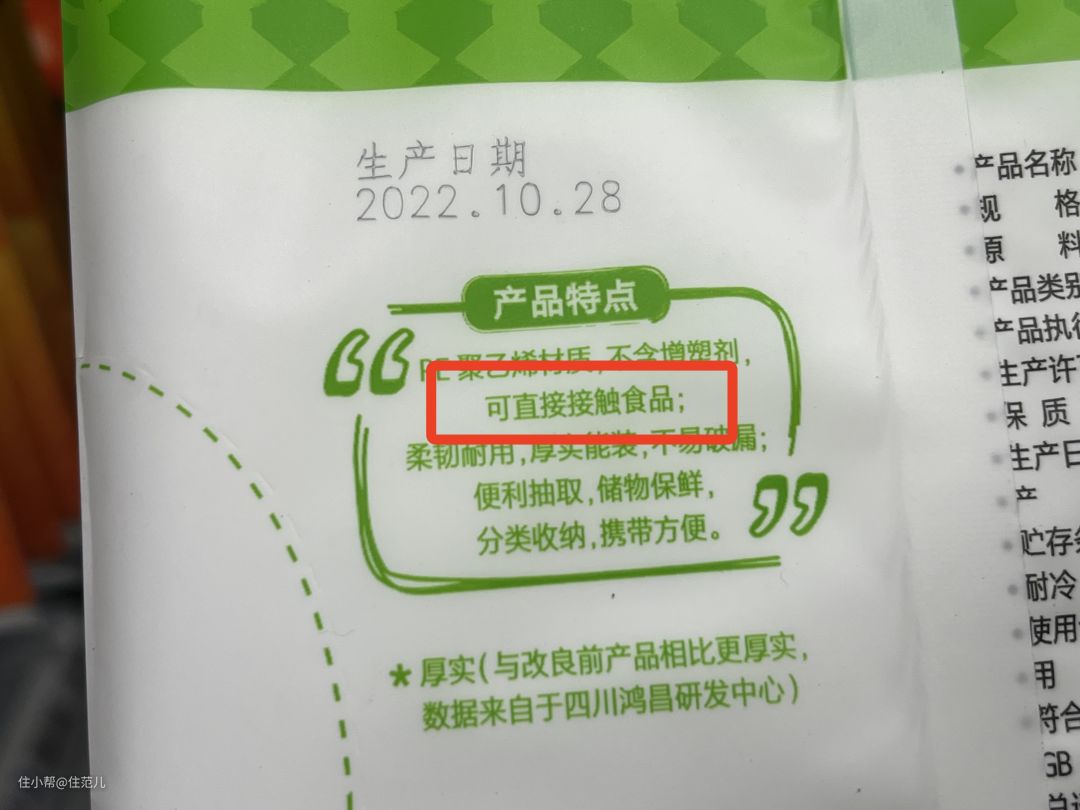 生产日期
2022.10.28
产品特点
PE 聚乙烯材质,不含增塑剂,
可直接接触食品;
柔韧耐用,厚实能装,不易破漏;
便利抽取,储物保鲜,
分类收纳,携带方便。
*厚实(与改良前产品相比更厚实,
数据来自于四川鸿昌研发中心)
产品名称
规 格
原 料
产品类别
产品执行
生产许可
保 质
生产日
产
贮存条
耐冷
使用
用
符合
GB
住小帮@住范儿